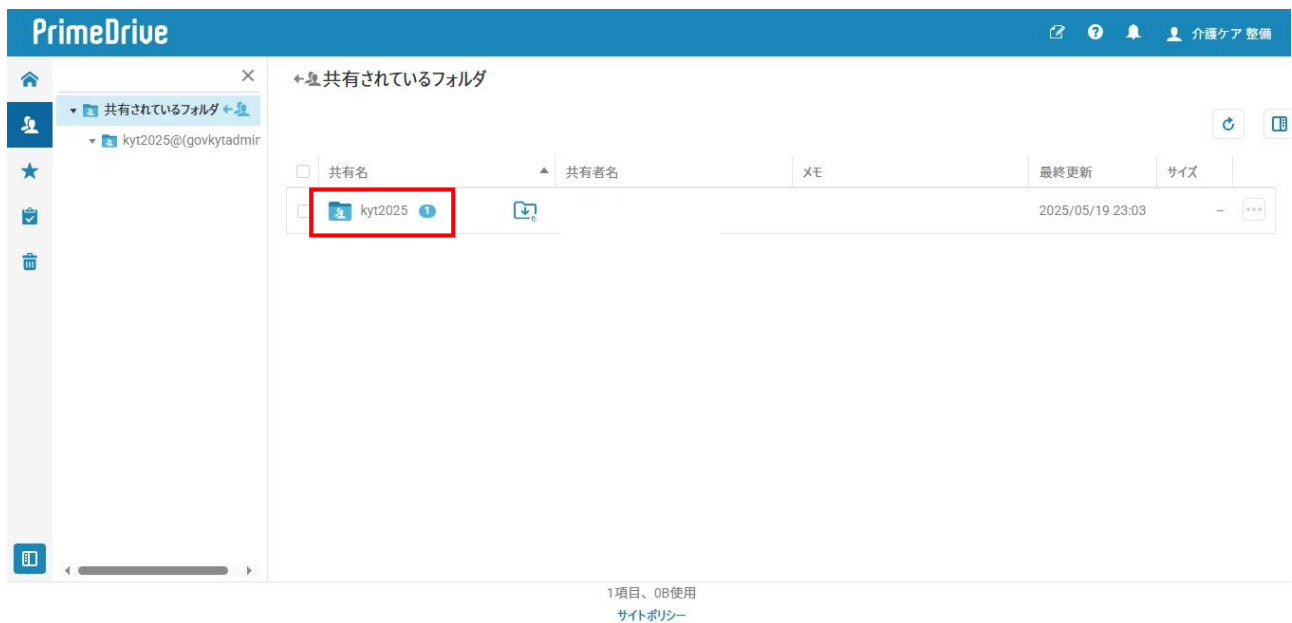 PrimeDrive
介護ケア 整備
共有されているフォルダ
kyt2025@(govkytadmin
共有されているフォルダ
共有名 共有者名 メモ 最終更新 サイズ
kyt2025 1 2025/05/19 23:03 –
1項目、0B使用
サイトポリシー